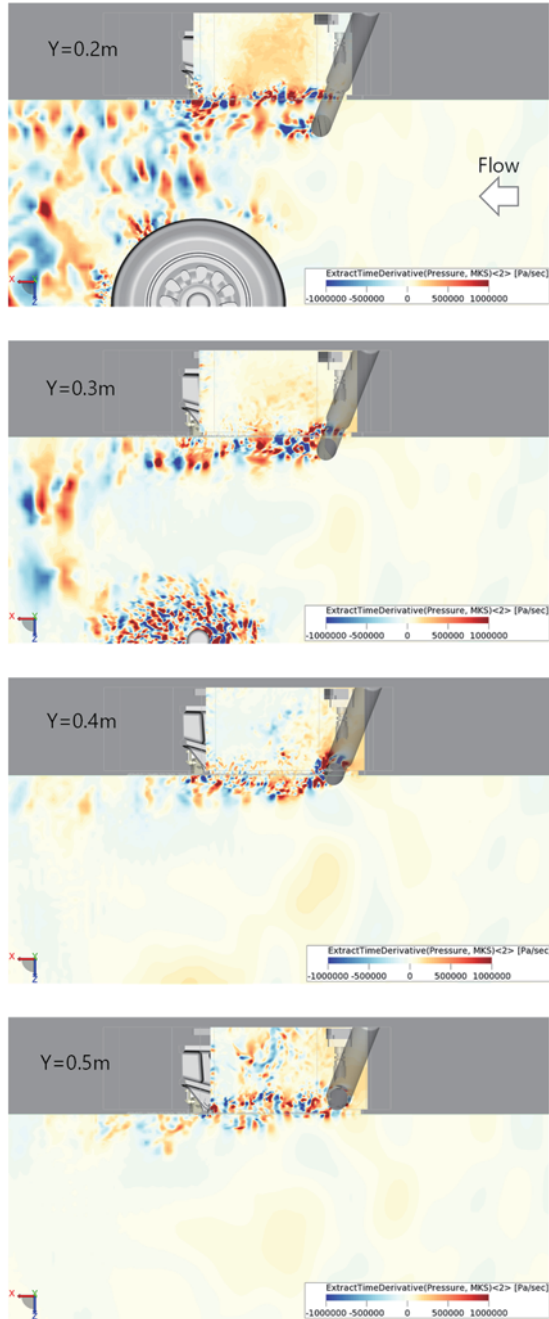 Y=0.2m
Flow
ExtractTimeDerivative(Pressure, MKS)<2> [Pa/sec]
-1000000 -500000 0 500000 1000000
X Y
Z
Y=0.3m
ExtractTimeDerivative(Pressure, MKS)<2> [Pa/sec]
-1000000 -500000 0 500000 1000000
X Y
Z
Y=0.4m
ExtractTimeDerivative(Pressure, MKS)<2> [Pa/sec]
-1000000 -500000 0 500000 1000000
X Y
Z
Y=0.5m
ExtractTimeDerivative(Pressure, MKS)<2> [Pa/sec]
-1000000 -500000 0 500000 1000000
X Y
Z